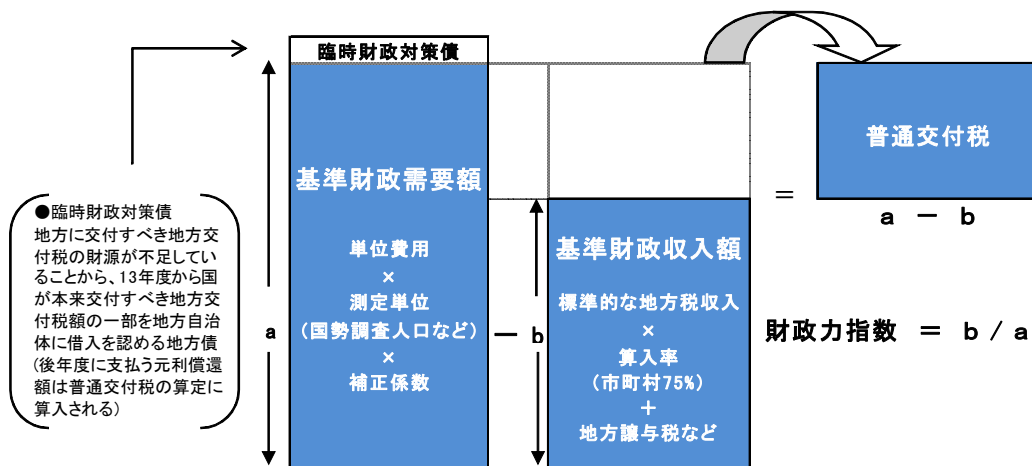 臨時財政対策債
●臨時財政対策債
地方に交付すべき地方交
付税の財源が不足してい
ることから、13年度から国
が本来交付すべき地方交
付税額の一部を地方自治
体に借入を認める地方債
(後年度に支払う元利償還
額は普通交付税の算定に
算入される)
a
基準財政需要額
単位費用
×
測定単位
(国勢調査人口など)
×
補正係数
－
b
基準財政収入額
標準的な地方税収入
×
算入率
(市町村75%)
＋
地方譲与税など
＝
普通交付税
a － b
財政力指数 ＝ b / a